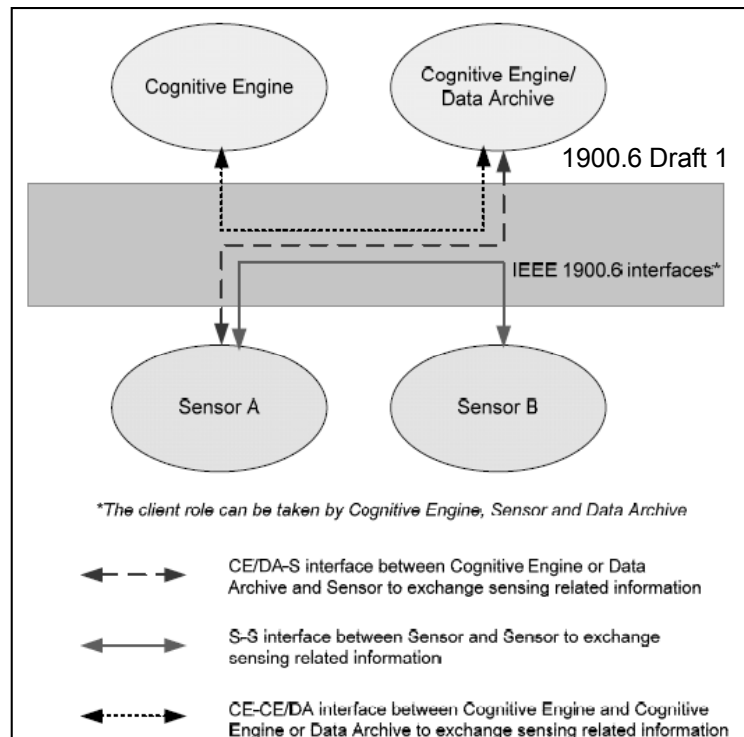 Cognitive Engine
Cognitive Engine/
Data Archive
1900.6 Draft 1
IEEE 1900.6 interfaces*
Sensor A
Sensor B
*The client role can be taken by Cognitive Engine, Sensor and Data Archive
CE/DA-S interface between Cognitive Engine or Data
Archive and Sensor to exchange sensing related information
S-S interface between Sensor and Sensor to exchange
sensing related information
CE-CE/DA interface between Cognitive Engine and Cognitive
Engine or Data Archive to exchange sensing related information